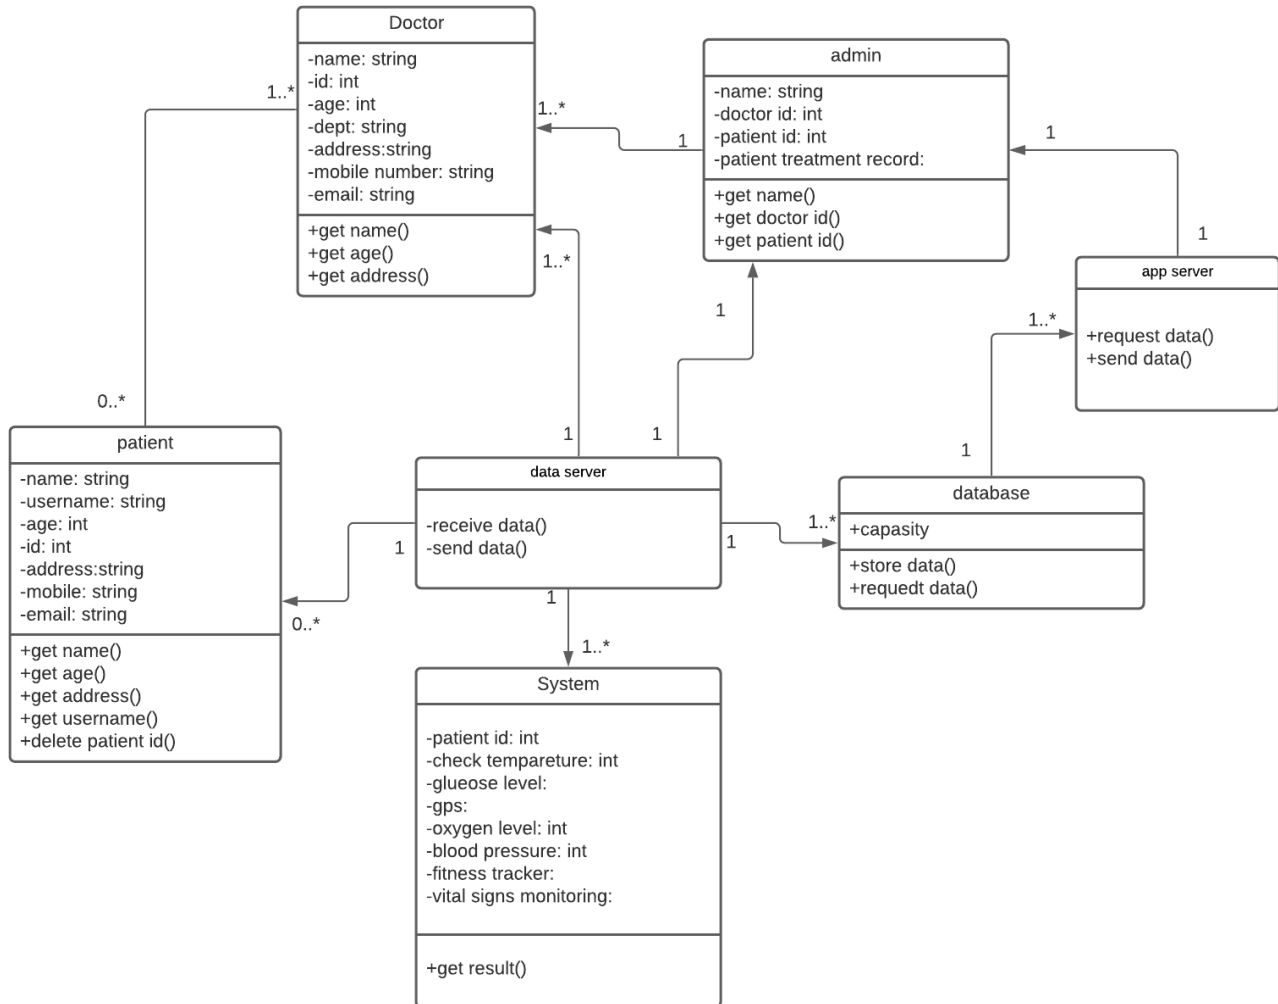 Doctor
-name: string
-id: int
-age: int
-dept: string
-address:string
-mobile number: string
-email: string
+get name()
+get age()
+get address()
1..*
1..*
1
1..*
admin
-name: string
-doctor id: int
-patient id: int
-patient treatment record:
+get name()
+get doctor id()
+get patient id()
1
1
1
app server
+request data()
+send data()
1..*
0..*
1
1
1
patient
-name: string
-username: string
-age: int
-id: int
-address:string
-mobile: string
-email: string
+get name()
+get age()
+get address()
+get username()
+delete patient id()
data server
-receive data()
-send data()
1
0..*
1
1..*
database
+capasity
+store data()
+requedt data()
1
1..*
System
-patient id: int
-check tempareture: int
-glueose level:
-gps:
-oxygen level: int
-blood pressure: int
-fitness tracker:
-vital signs monitoring:
+get result()